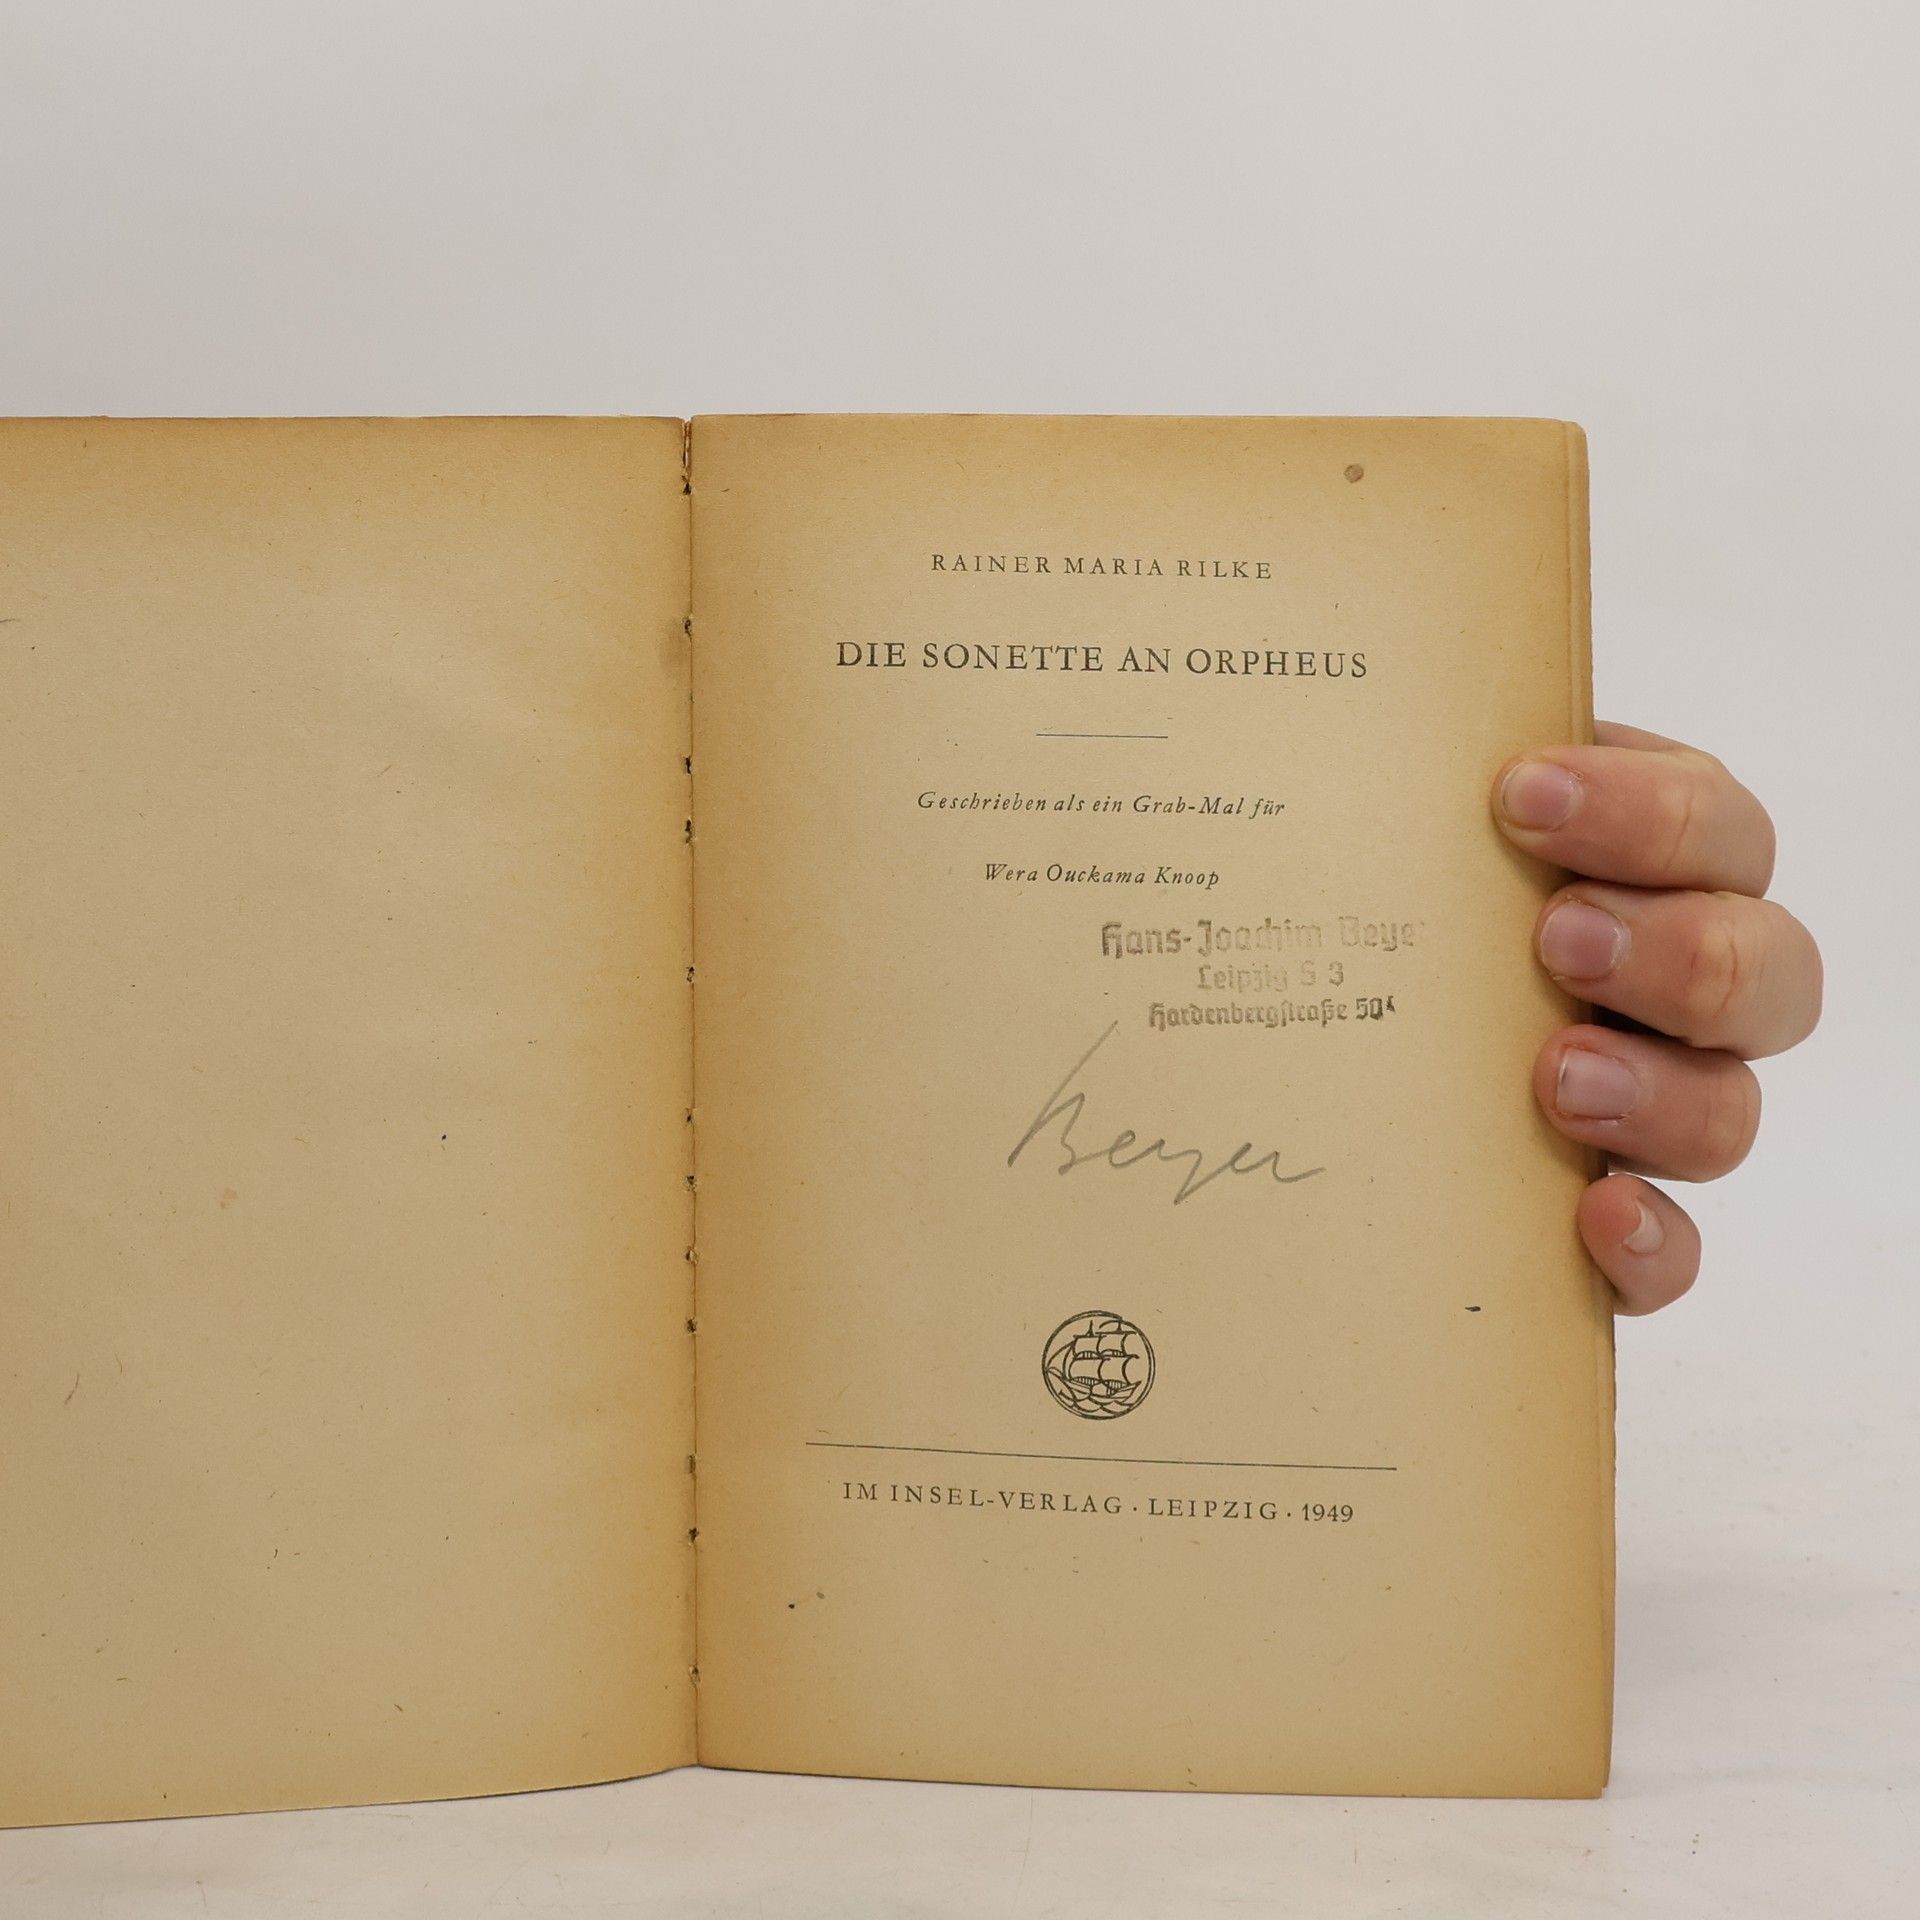 RAINER MARIA RILKE
DIE SONETTE AN ORPHEUS
Geschrieben als ein Grab-Mal für
Wera Ouckama Knoop
Hans-Joachim Beyer
Leipzig S 3
Hardenbergstraße 50
Beyer
IM INSEL-VERLAG · LEIPZIG · 1949